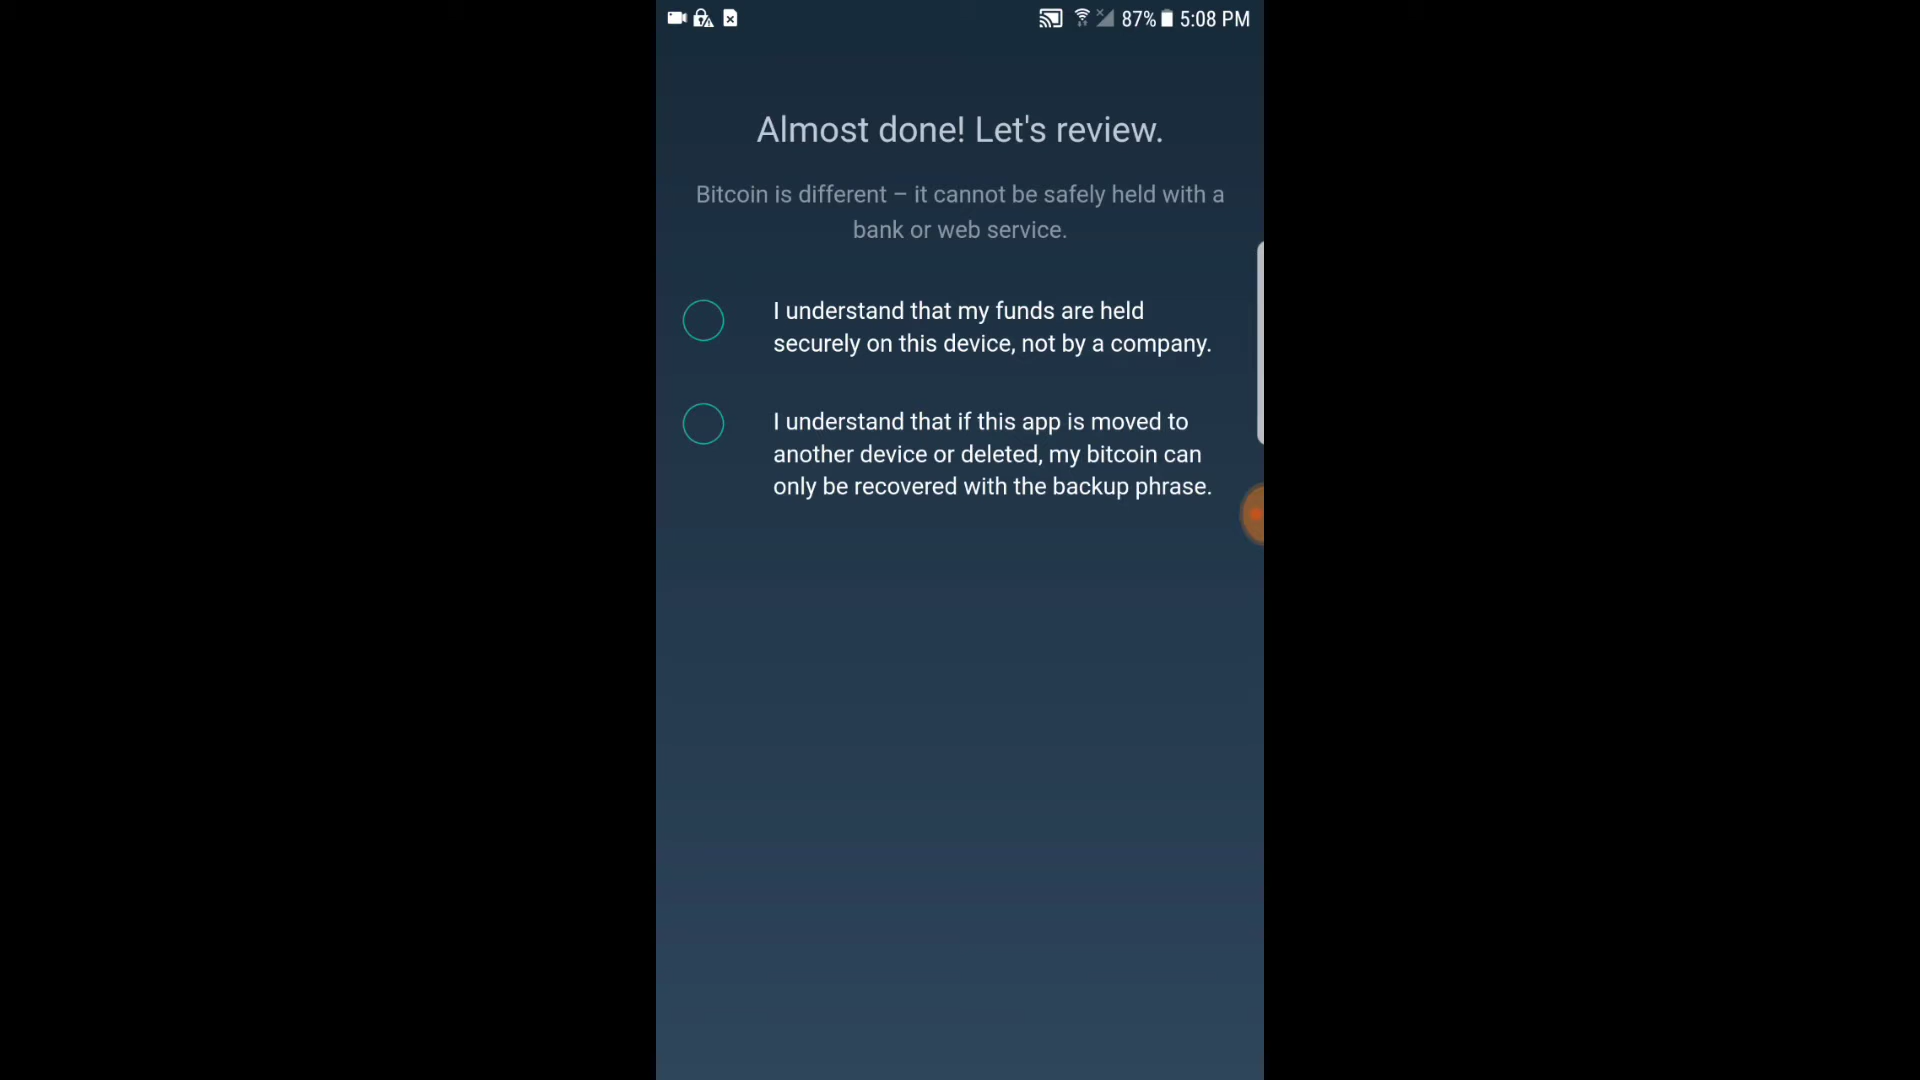 87% 5:08 PM
Almost done! Let's review.
Bitcoin is different – it cannot be safely held with a
bank or web service.
I understand that my funds are held
securely on this device, not by a company.
I understand that if this app is moved to
another device or deleted, my bitcoin can
only be recovered with the backup phrase.